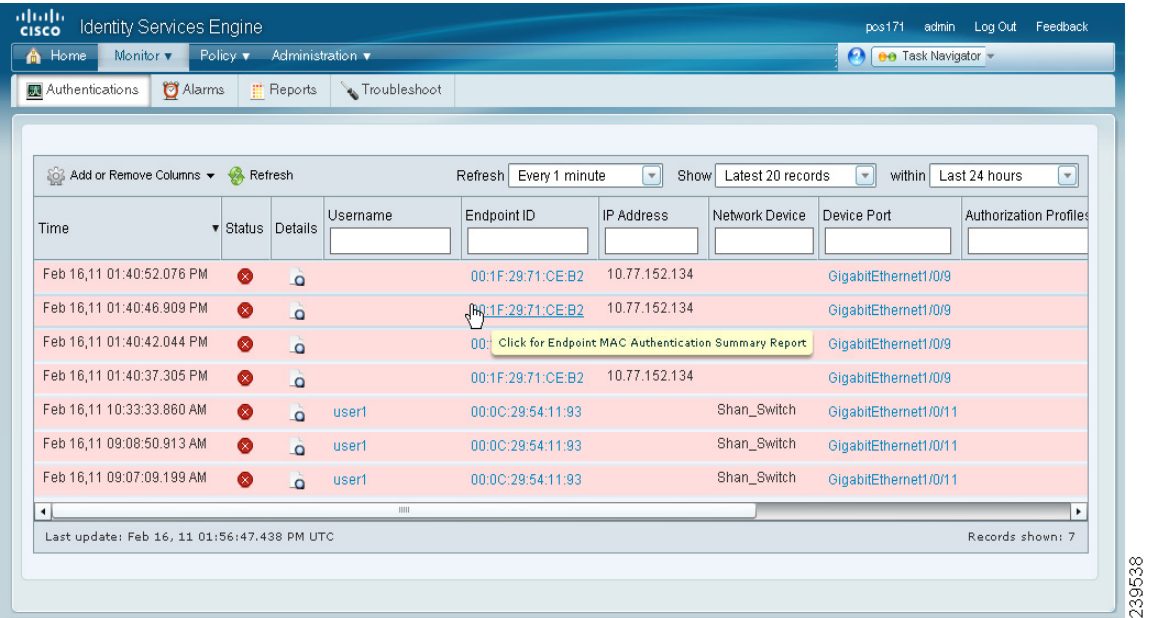 CISCO Identity Services Engine pos171 admin Log Out Feedback
Home Monitor Policy Administration Task Navigator
Authentications Alarms Reports Troubleshoot
Add or Remove Columns Refresh Refresh Every 1 minute Show Latest 20 records within Last 24 hours
Time Status Details Username Endpoint ID IP Address Network Device Device Port Authorization Profiles
Feb 16,11 01:40:52.076 PM 00:1F:29:71:CE:B2 10.77.152.134 GigabitEthernet1/0/9
Feb 16,11 01:40:46.909 PM 00:1F:29:71:CE:B2 10.77.152.134 GigabitEthernet1/0/9
Feb 16,11 01:40:42.044 PM 00: Click for Endpoint MAC Authentication Summary Report GigabitEthernet1/0/9
Feb 16,11 01:40:37.305 PM 00:1F:29:71:CE:B2 10.77.152.134 GigabitEthernet1/0/9
Feb 16,11 10:33:33.860 AM user1 00:0C:29:54:11:93 Shan_Switch GigabitEthernet1/0/11
Feb 16,11 09:08:50.913 AM user1 00:0C:29:54:11:93 Shan_Switch GigabitEthernet1/0/11
Feb 16,11 09:07:09.199 AM user1 00:0C:29:54:11:93 Shan_Switch GigabitEthernet1/0/11
Last update: Feb 16, 11 01:56:47.438 PM UTC Records shown: 7
239538